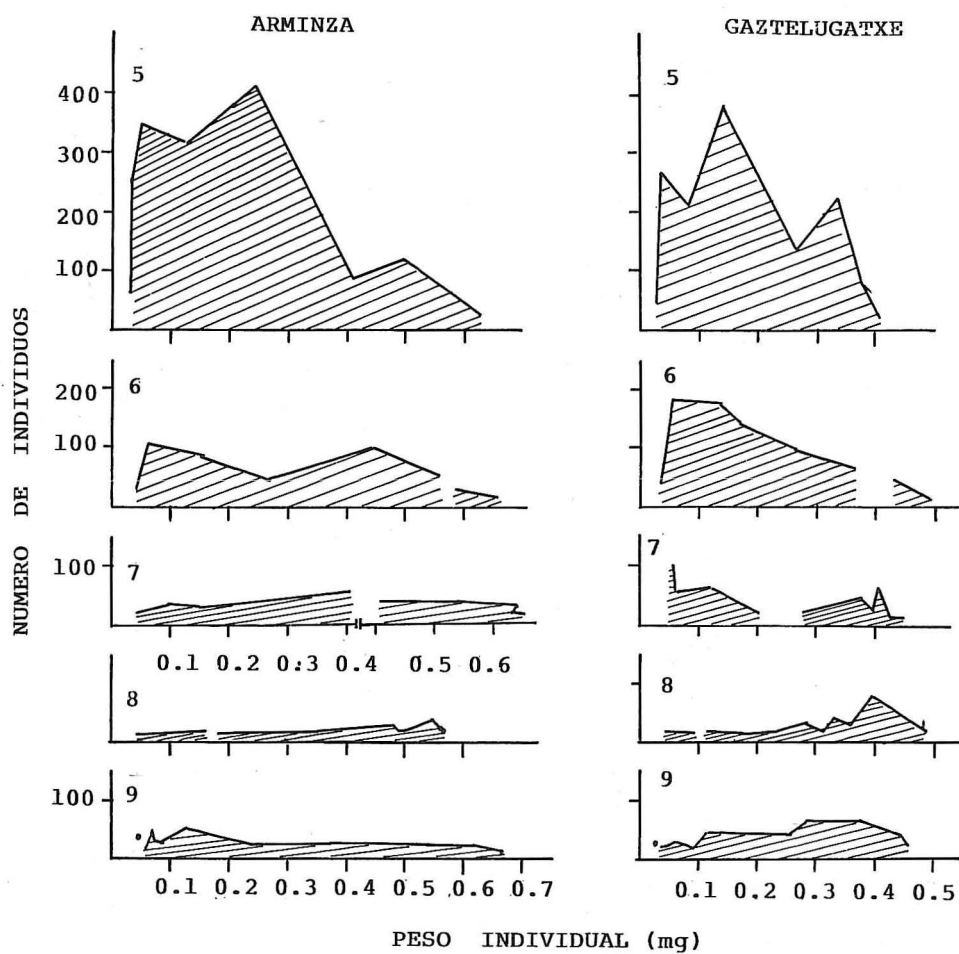 ARMINZA GAZTELUGATXE
NUMERO DE INDIVIDUOS
5 5
400
300
200
100
6 6
200
100
7 7
100
0.1 0.2 0.3 0.4 0.5 0.6
8 8
9 9
100
0.1 0.2 0.3 0.4 0.5 0.6 0.7 0.1 0.2 0.3 0.4 0.5
PESO INDIVIDUAL (mg)